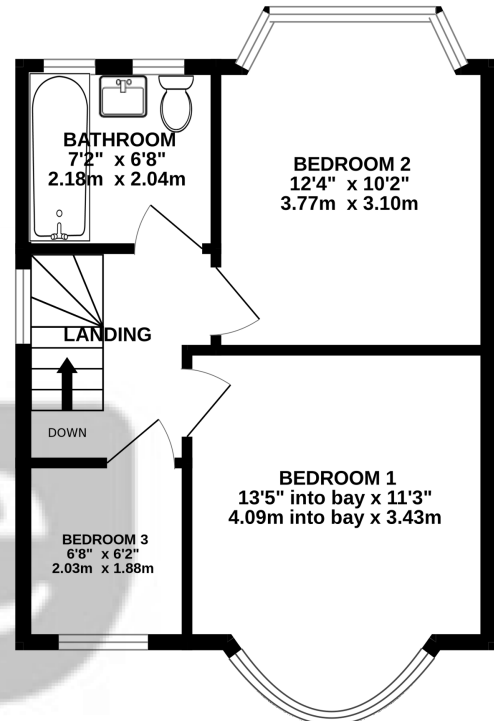 BATHROOM
7'2" x 6'8"
2.18m x 2.04m
BEDROOM 2
12'4" x 10'2"
3.77m x 3.10m
LANDING
DOWN
BEDROOM 1
13'5" into bay x 11'3"
4.09m into bay x 3.43m
BEDROOM 3
6'8" x 6'2"
2.03m x 1.88m
e